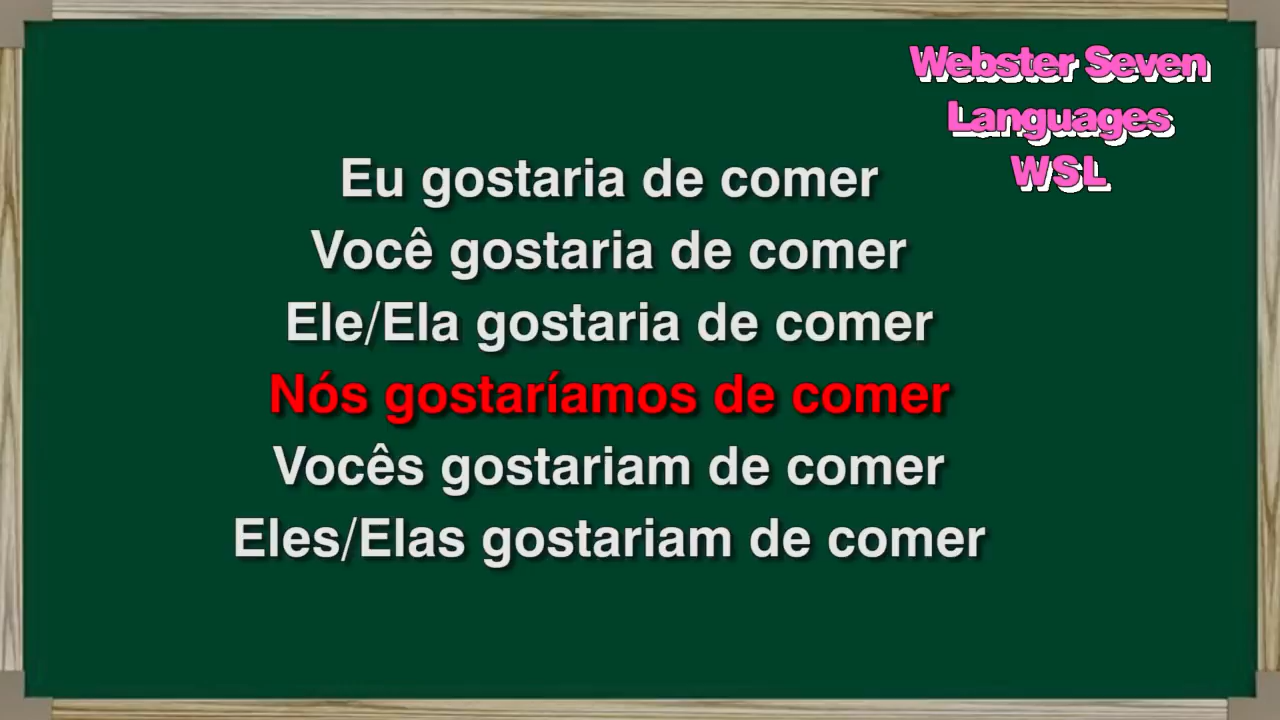 Webster Seven
Languages
WSL
Eu gostaria de comer
Você gostaria de comer
Ele/Ela gostaria de comer
Nós gostaríamos de comer
Vocês gostariam de comer
Eles/Elas gostariam de comer